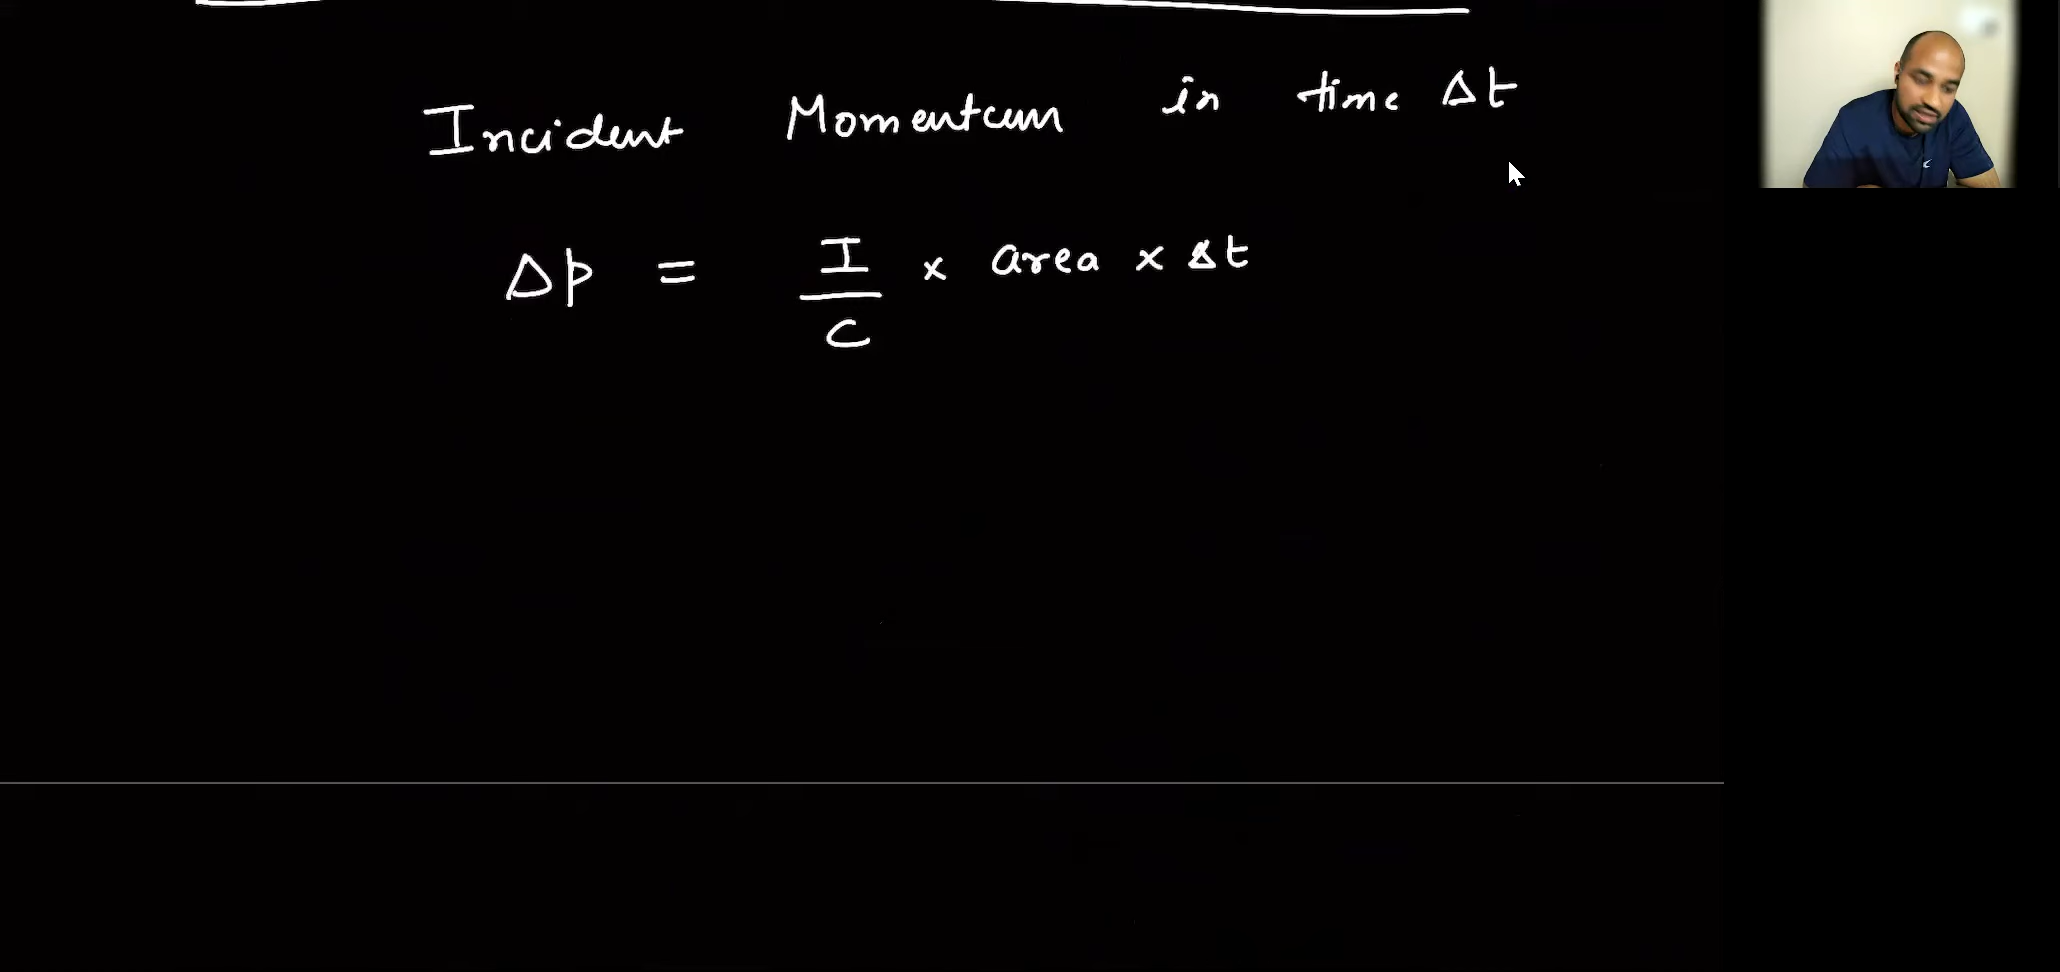 Incident Momentum in time Δt
Δp = I/C × area × Δt